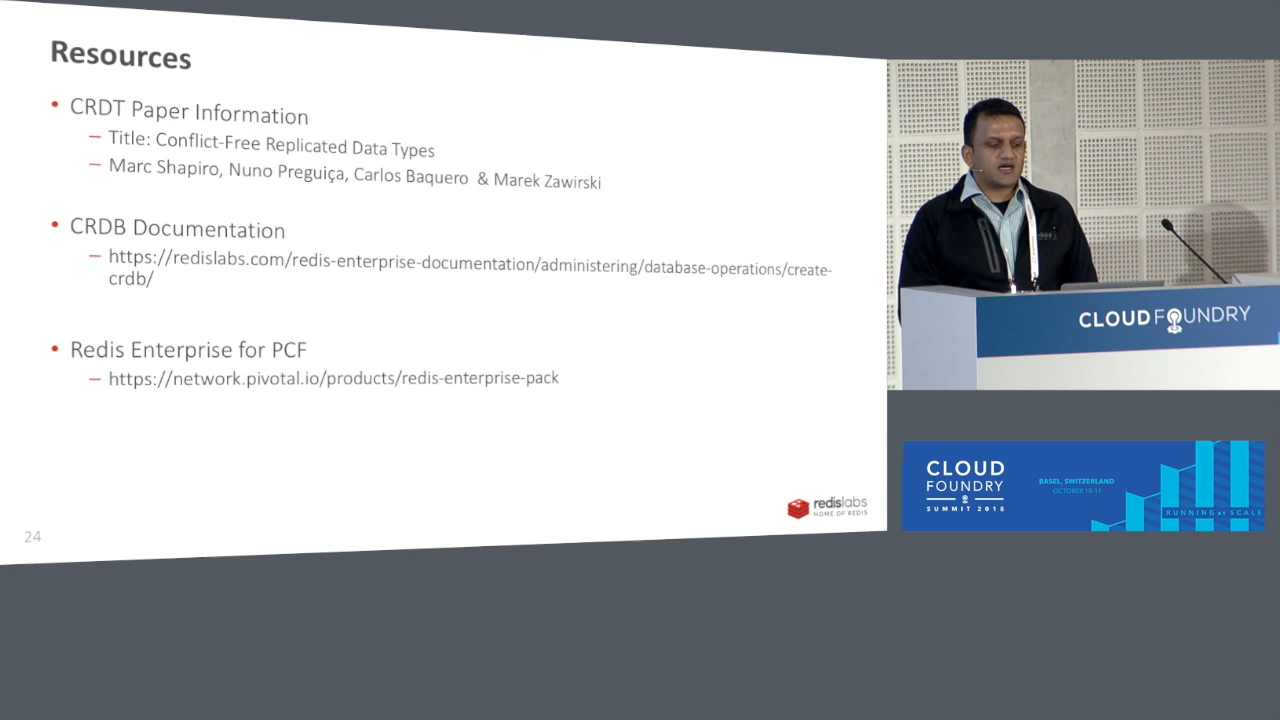 Resources
• CRDT Paper Information
– Title: Conflict-Free Replicated Data Types
– Marc Shapiro, Nuno Preguiça, Carlos Baquero & Marek Zawirski
• CRDB Documentation
– https://redislabs.com/redis-enterprise-documentation/administering/database-operations/create-
crdb/
• Redis Enterprise for PCF
– https://network.pivotal.io/products/redis-enterprise-pack
redislabs
HOME OF REDIS
24
CLOUD FOUNDRY
CLOUD
FOUNDRY
SUMMIT 2018
BASEL, SWITZERLAND
OCTOBER 10-11
RUNNING at SCALE